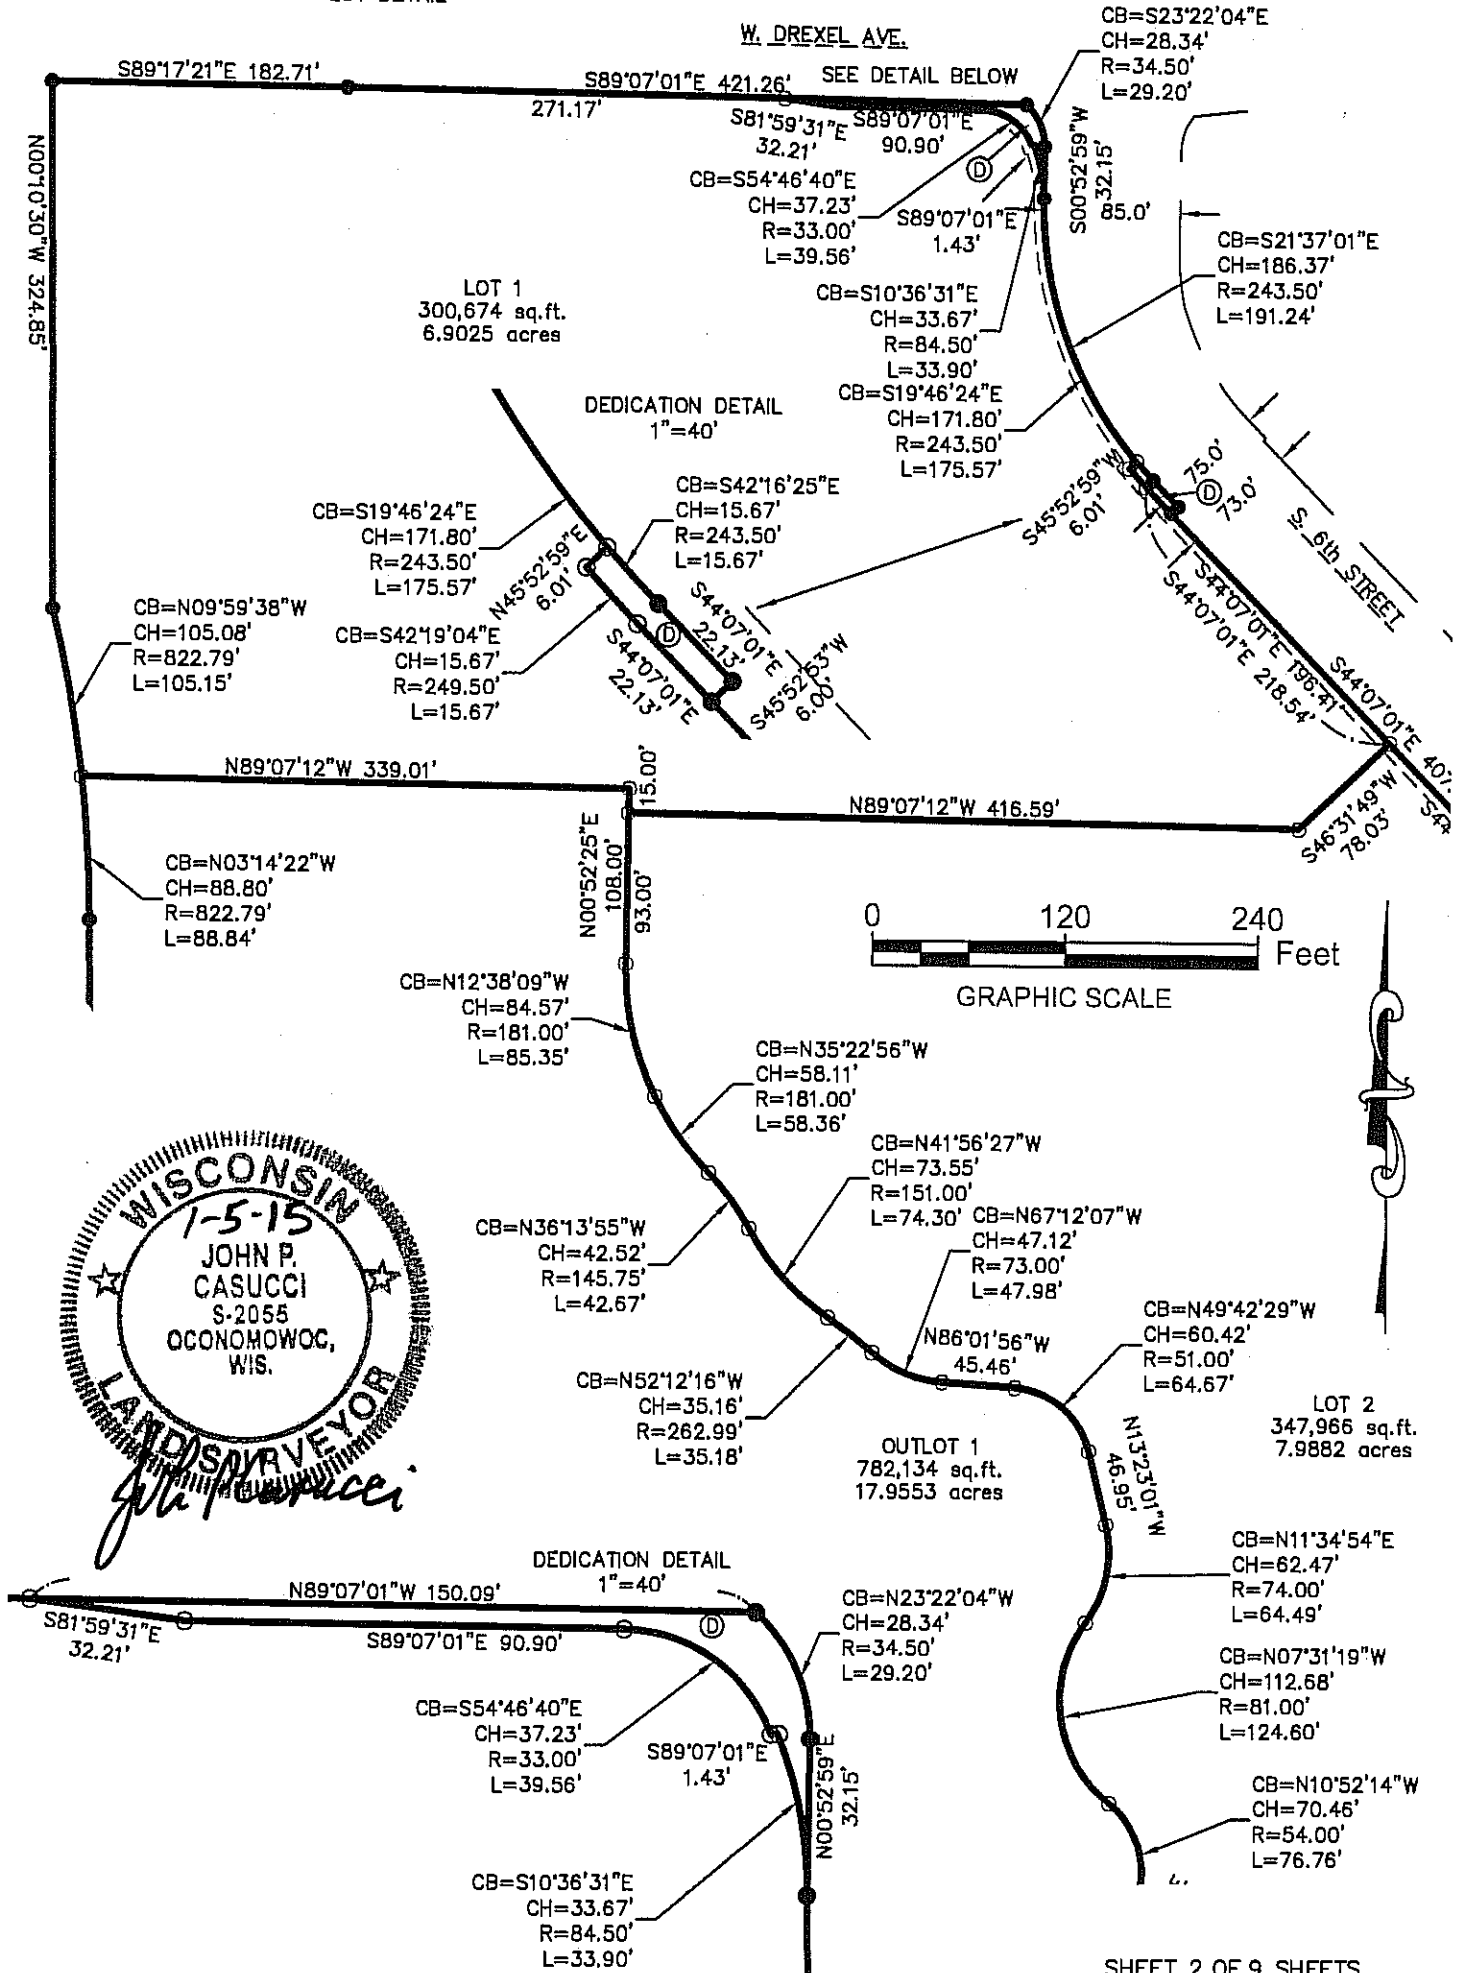 W. DREXEL AVE.
CB=S23°22'04"E
CH=28.34'
R=34.50'
L=29.20'
S89°17'21"E 182.71'
S89°07'01"E 421.26'
SEE DETAIL BELOW
271.17'
S81°59'31"E
32.21'
S89°07'01"E
90.90'
D
S00°52'59"W
32.15'
85.0'
N00°10'30"W 324.85'
CB=S54°46'40"E
CH=37.23'
R=33.00'
L=39.56'
S89°07'01"E
1.43'
CB=S21°37'01"E
CH=186.37'
R=243.50'
L=191.24'
LOT 1
300,674 sq.ft.
6.9025 acres
CB=S10°36'31"E
CH=33.67'
R=84.50'
L=33.90'
CB=S19°46'24"E
CH=171.80'
R=243.50'
L=175.57'
DEDICATION DETAIL
1"=40'
CB=S42°16'25"E
CH=15.67'
R=243.50'
L=15.67'
S45°52'59"W
6.01'
75.0'
D
73.0'
S. 6th STREET
CB=S19°46'24"E
CH=171.80'
R=243.50'
L=175.57'
N45°52'59"E
6.01'
S44°07'01"E
22.13'
D
CB=S42°19'04"E
CH=15.67'
R=249.50'
L=15.67'
S44°07'01"E
22.13'
S45°52'53"W
6.00'
S44°07'01"E 196.41'
S44°07'01"E 218.54'
S44°07'01"E 407.
S44
CB=N09°59'38"W
CH=105.08'
R=822.79'
L=105.15'
N89°07'12"W 339.01'
15.00'
N89°07'12"W 416.59'
S46°31'49"W
78.03'
CB=N03°14'22"W
CH=88.80'
R=822.79'
L=88.84'
N00°52'25"E
108.00'
93.00'
0 120 240
Feet
GRAPHIC SCALE
CB=N12°38'09"W
CH=84.57'
R=181.00'
L=85.35'
CB=N35°22'56"W
CH=58.11'
R=181.00'
L=58.36'
CB=N41°56'27"W
CH=73.55'
R=151.00'
L=74.30'
CB=N67°12'07"W
CH=47.12'
R=73.00'
L=47.98'
WISCONSIN
1-5-15
JOHN P.
CASUCCI
S-2055
OCONOMOWOC,
WIS.
LAND SURVEYOR
CB=N36°13'55"W
CH=42.52'
R=145.75'
L=42.67'
N86°01'56"W
45.46'
CB=N49°42'29"W
CH=60.42'
R=51.00'
L=64.67'
CB=N52°12'16"W
CH=35.16'
R=262.99'
L=35.18'
OUTLOT 1
782,134 sq.ft.
17.9553 acres
N13°23'01"W
46.95'
LOT 2
347,966 sq.ft.
7.9882 acres
CB=N11°34'54"E
CH=62.47'
R=74.00'
L=64.49'
DEDICATION DETAIL
1"=40'
N89°07'01"W 150.09'
S81°59'31"E
32.21'
S89°07'01"E 90.90'
D
CB=N23°22'04"W
CH=28.34'
R=34.50'
L=29.20'
CB=N07°31'19"W
CH=112.68'
R=81.00'
L=124.60'
CB=S54°46'40"E
CH=37.23'
R=33.00'
L=39.56'
S89°07'01"E
1.43'
N00°52'59"E
32.15'
CB=N10°52'14"W
CH=70.46'
R=54.00'
L=76.76'
CB=S10°36'31"E
CH=33.67'
R=84.50'
L=33.90'
SHEET 2 OF 9 SHEETS